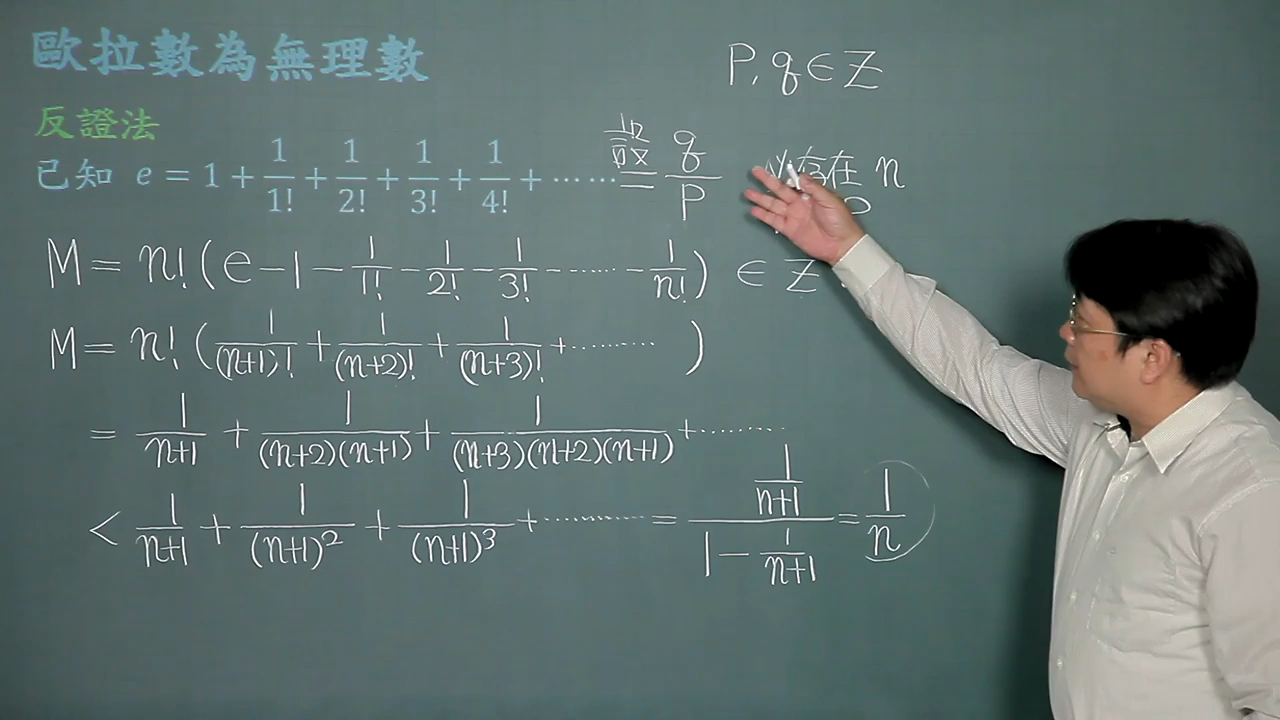 歐拉數為無理數
P, q ∈ Z
反證法
已知 e = 1 + 1/1! + 1/2! + 1/3! + 1/4! + …… 設= q/P 存在 n
M = n! ( e − 1 − 1/1! − 1/2! − 1/3! − …… − 1/n! ) ∈ Z
M = n! ( 1/(n+1)! + 1/(n+2)! + 1/(n+3)! + ……… )
= 1/(n+1) + 1/((n+2)(n+1)) + 1/((n+3)(n+2)(n+1)) + ………
< 1/(n+1) + 1/(n+1)² + 1/(n+1)³ + ……… = (1/(n+1))/(1 − 1/(n+1)) = 1/n